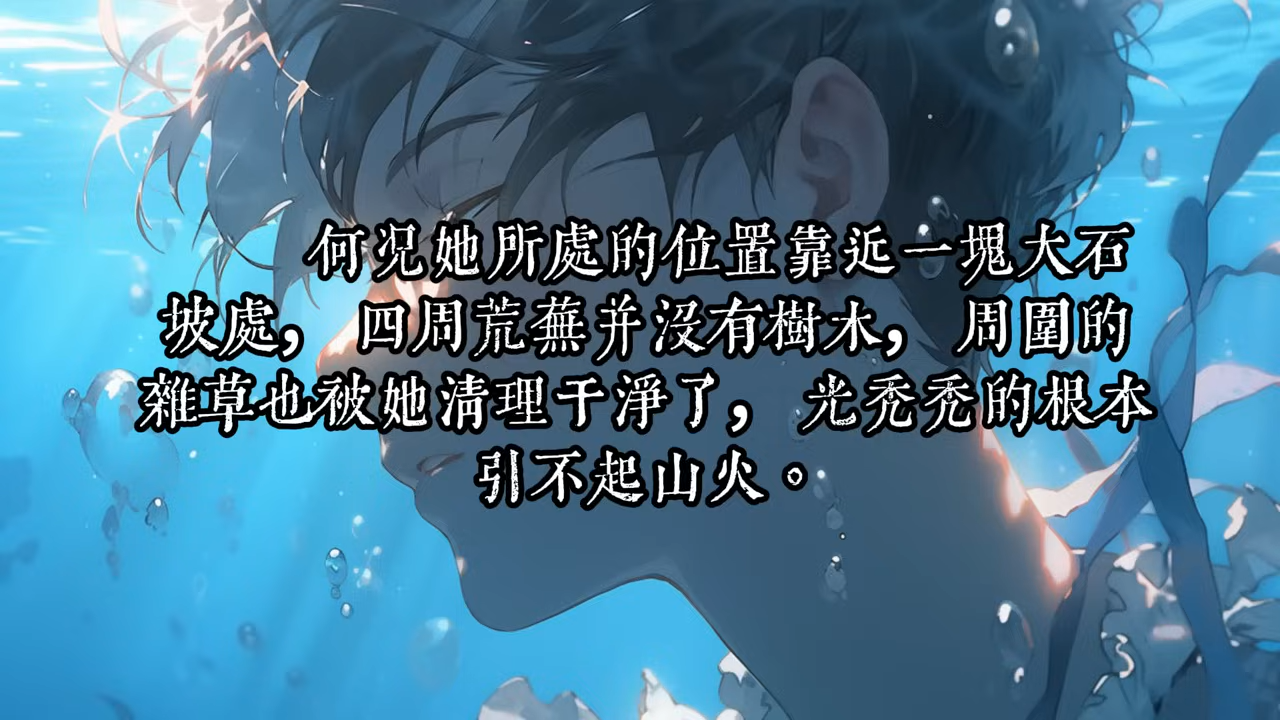 何况她所處的位置靠近一塊大石
坡處，四周荒蕪并沒有樹木，周圍的
雜草也被她清理干淨了，光禿禿的根本
引不起山火。